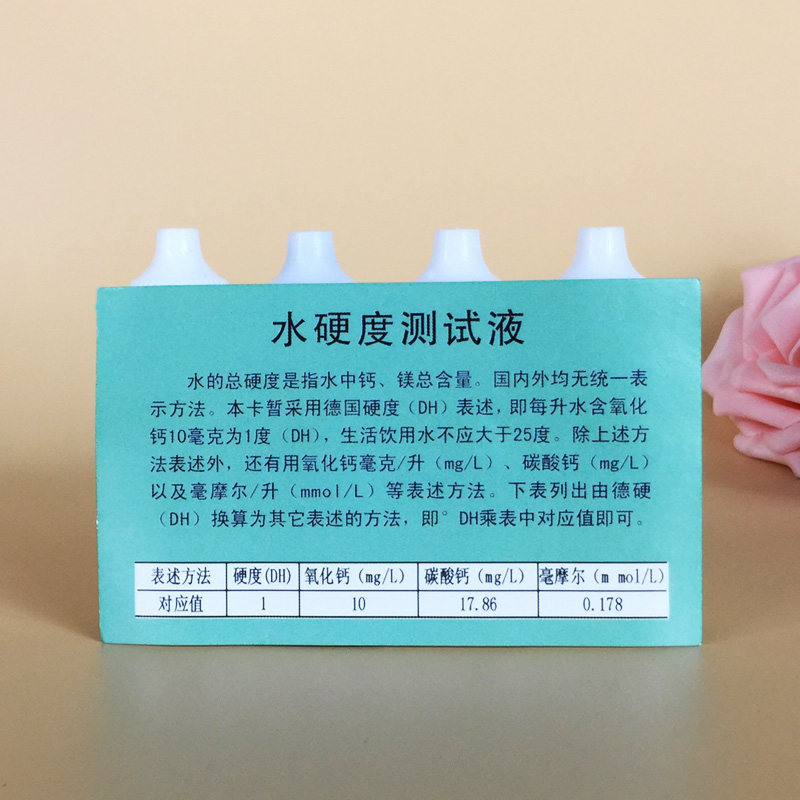 水硬度测试液
水的总硬度是指水中钙、镁总含量。国内外均无统一表
示方法。本卡暂采用德国硬度（DH）表述，即每升水含氧化
钙10毫克为1度（DH），生活饮用水不应大于25度。除上述方
法表述外，还有用氧化钙毫克/升（mg/L）、碳酸钙（mg/L）
以及毫摩尔/升（mmol/L）等表述方法。下表列出由德硬
（DH）换算为其它表述的方法，即°DH乘表中对应值即可。
表述方法 硬度(DH) 氧化钙（mg/L） 碳酸钙（mg/L） 毫摩尔（m mol/L）
对应值 1 10 17.86 0.178